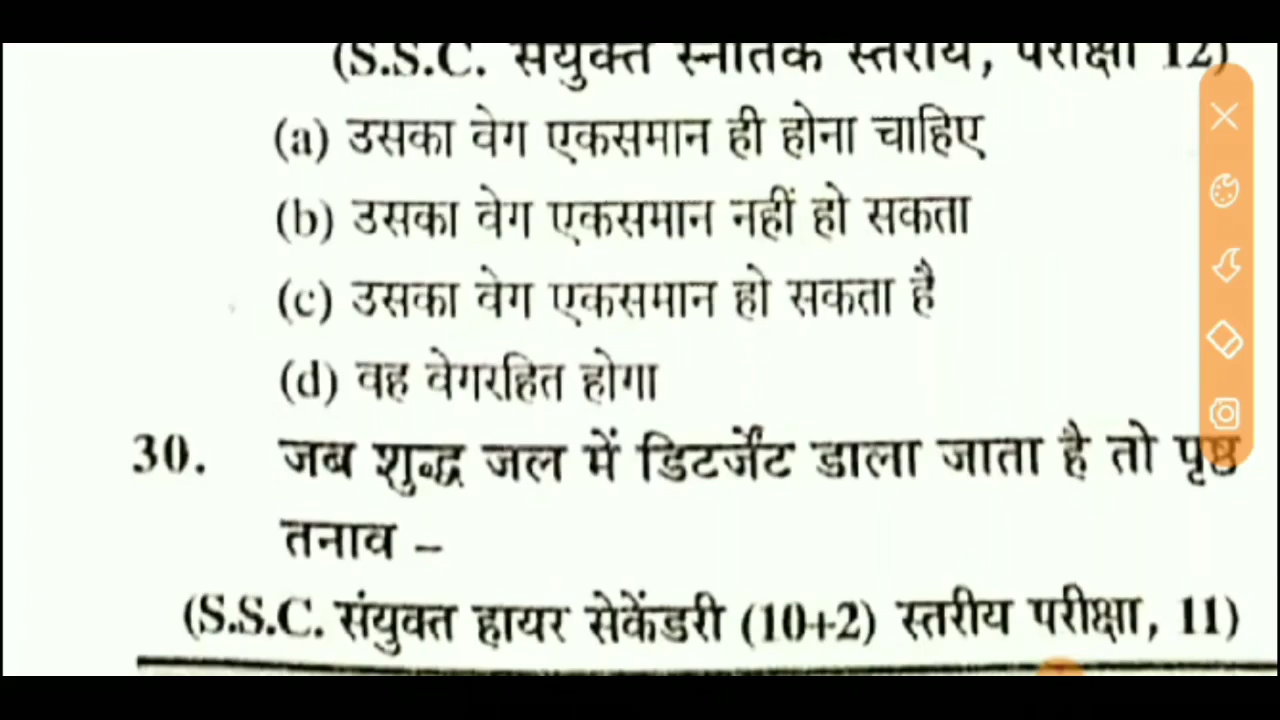 (S.S.C. संयुक्त स्नातक स्तरीय, परीक्षा 12)
(a) उसका वेग एकसमान ही होना चाहिए
(b) उसका वेग एकसमान नहीं हो सकता
(c) उसका वेग एकसमान हो सकता है
(d) वह वेगरहित होगा
30. जब शुद्ध जल में डिटर्जेंट डाला जाता है तो पृष्ठ
तनाव –
(S.S.C. संयुक्त हायर सेकेंडरी (10+2) स्तरीय परीक्षा, 11)